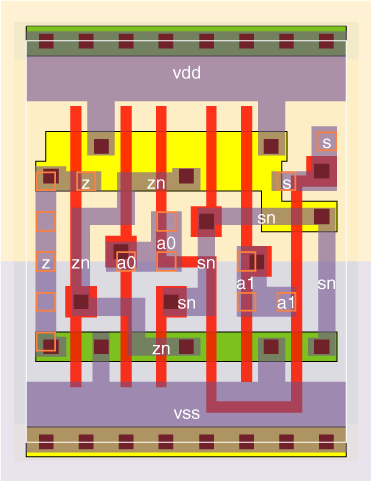 vdd
s
z zn s
sn
a0
z zn a0 sn
a1 sn
sn a1
zn
vss